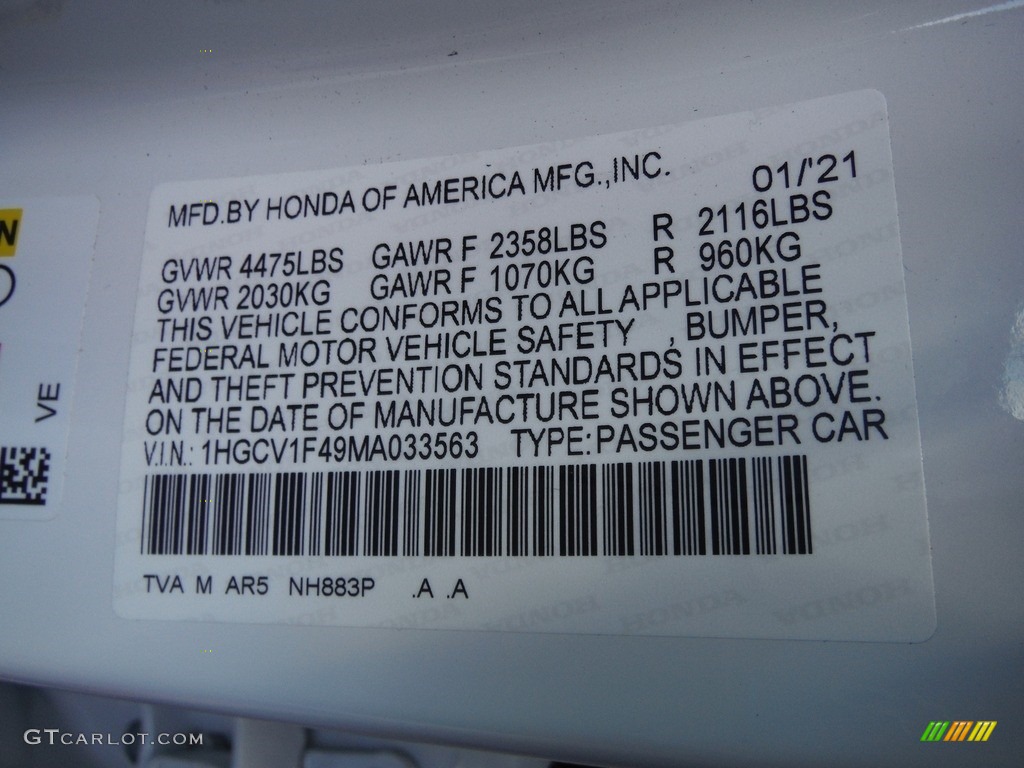 MFD.BY HONDA OF AMERICA MFG.,INC. 01/'21
GVWR 4475LBS GAWR F 2358LBS R 2116LBS
GVWR 2030KG GAWR F 1070KG R 960KG
THIS VEHICLE CONFORMS TO ALL APPLICABLE
FEDERAL MOTOR VEHICLE SAFETY , BUMPER,
AND THEFT PREVENTION STANDARDS IN EFFECT
ON THE DATE OF MANUFACTURE SHOWN ABOVE.
V.I.N.: 1HGCV1F49MA033563 TYPE:PASSENGER CAR
TVA M AR5 NH883P .A .A
N
VE
GTCARLOT.COM